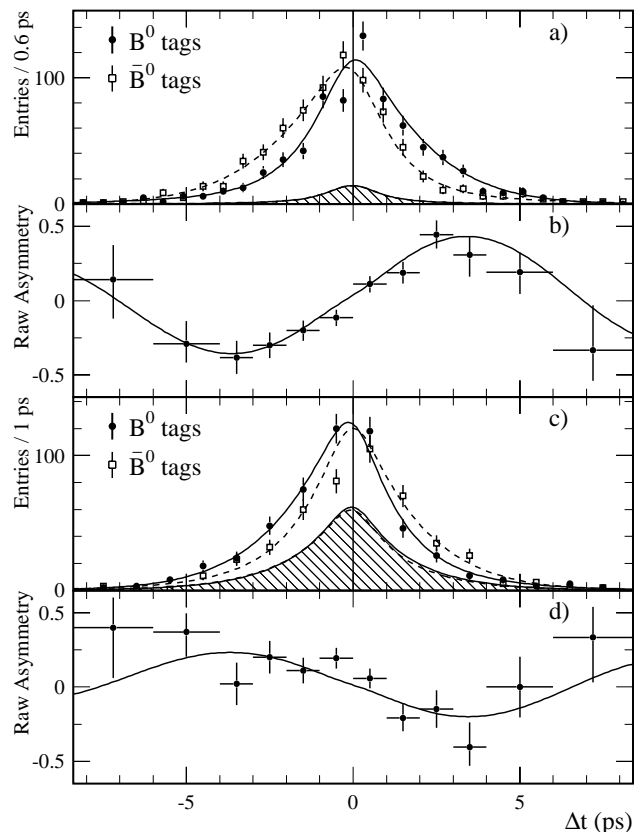 Entries / 0.6 ps
100
0
B⁰ tags
B̄⁰ tags
a)
Raw Asymmetry
0.5
0
-0.5
b)
Entries / 1 ps
100
0
B⁰ tags
B̄⁰ tags
c)
Raw Asymmetry
0.5
0
-0.5
d)
-5 0 5
Δt (ps)